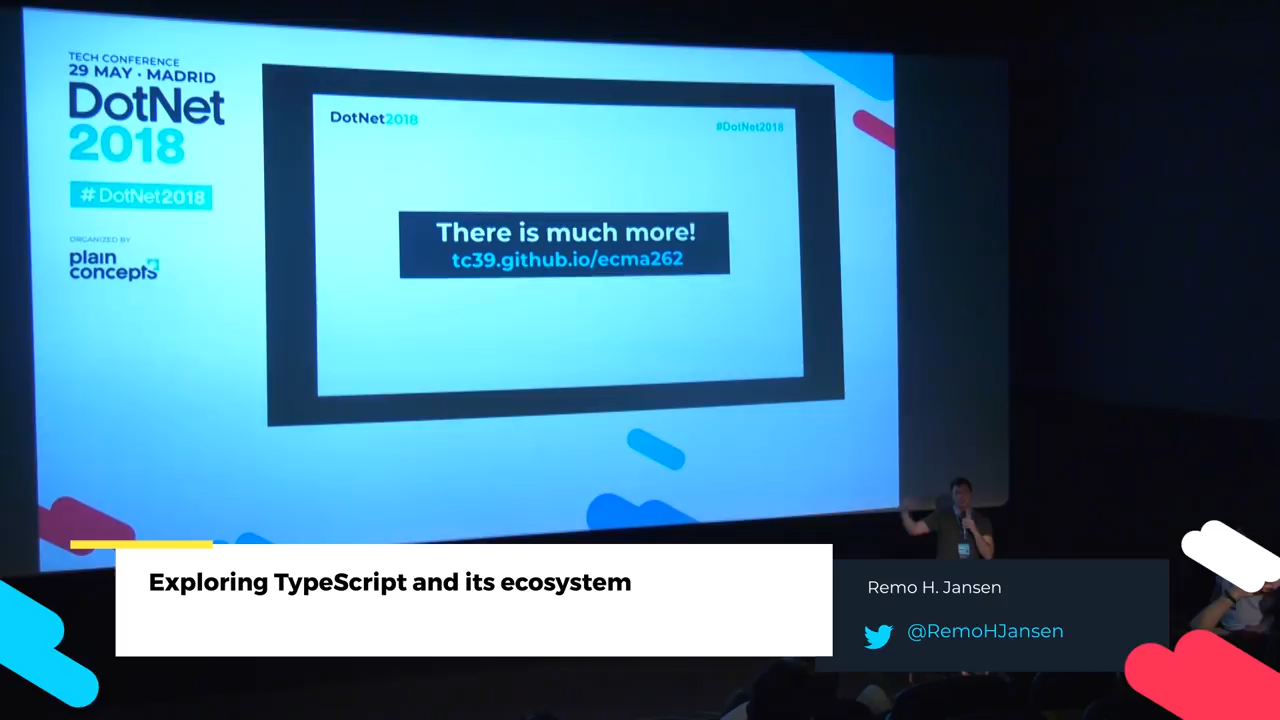 TECH CONFERENCE
29 MAY · MADRID
DotNet
2018
# DotNet2018
ORGANIZED BY
plain
concepts
DotNet2018
#DotNet2018
There is much more!
tc39.github.io/ecma262
Exploring TypeScript and its ecosystem
Remo H. Jansen
@RemoHJansen